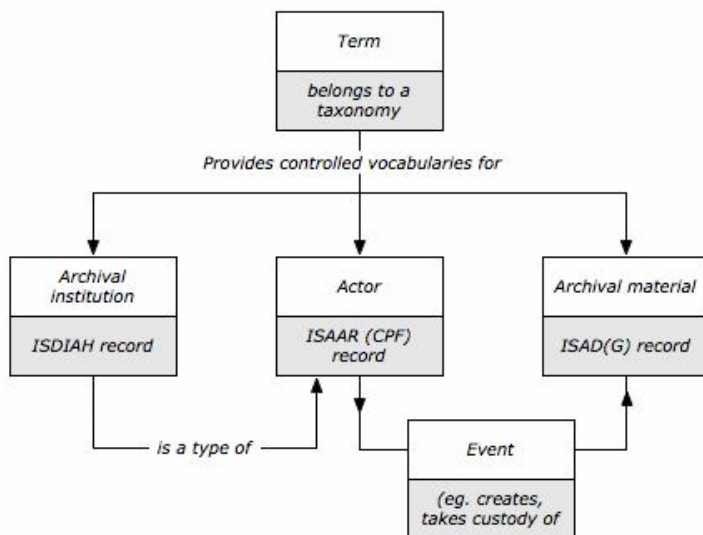 Term
belongs to a
taxonomy
Provides controlled vocabularies for
Archival
institution
ISDIAH record
Actor
ISAAR (CPF)
record
Archival material
ISAD(G) record
is a type of
Event
(eg. creates,
takes custody of